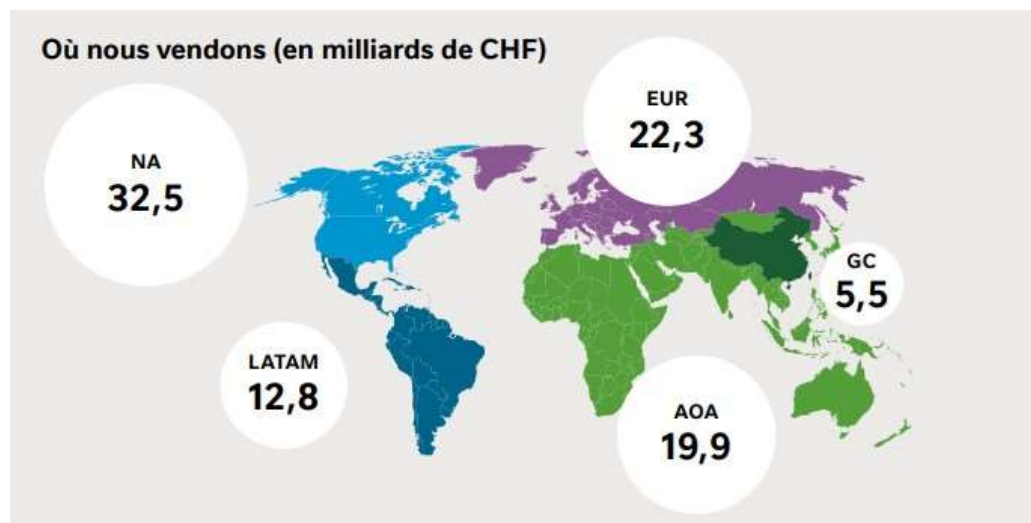 Où nous vendons (en milliards de CHF)
EUR
22,3
NA
32,5
GC
5,5
LATAM
12,8
AOA
19,9